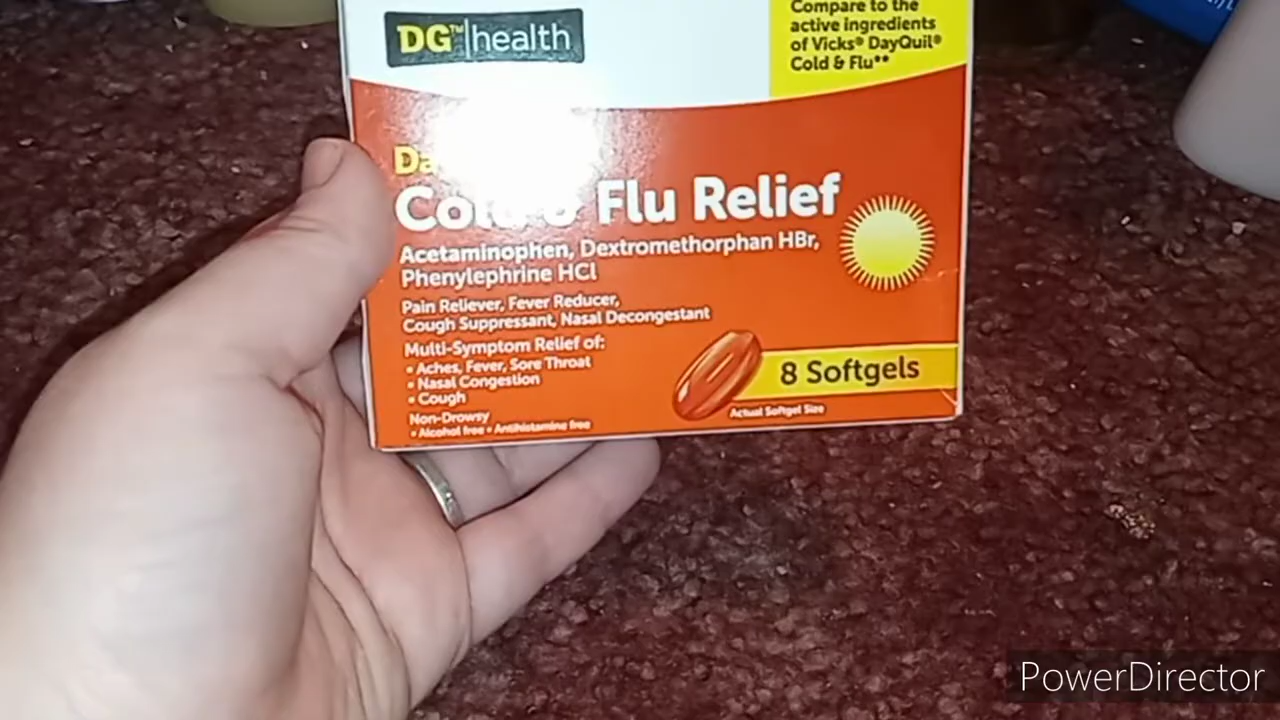 DG™ health
Compare to the
active ingredients
of Vicks® DayQuil®
Cold & Flu**
Cold & Flu Relief
Acetaminophen, Dextromethorphan HBr,
Phenylephrine HCl
Pain Reliever, Fever Reducer,
Cough Suppressant, Nasal Decongestant
Multi-Symptom Relief of:
• Aches, Fever, Sore Throat
• Nasal Congestion
• Cough
Non-Drowsy
• Alcohol free • Antihistamine free
8 Softgels
Actual Softgel Size
PowerDirector